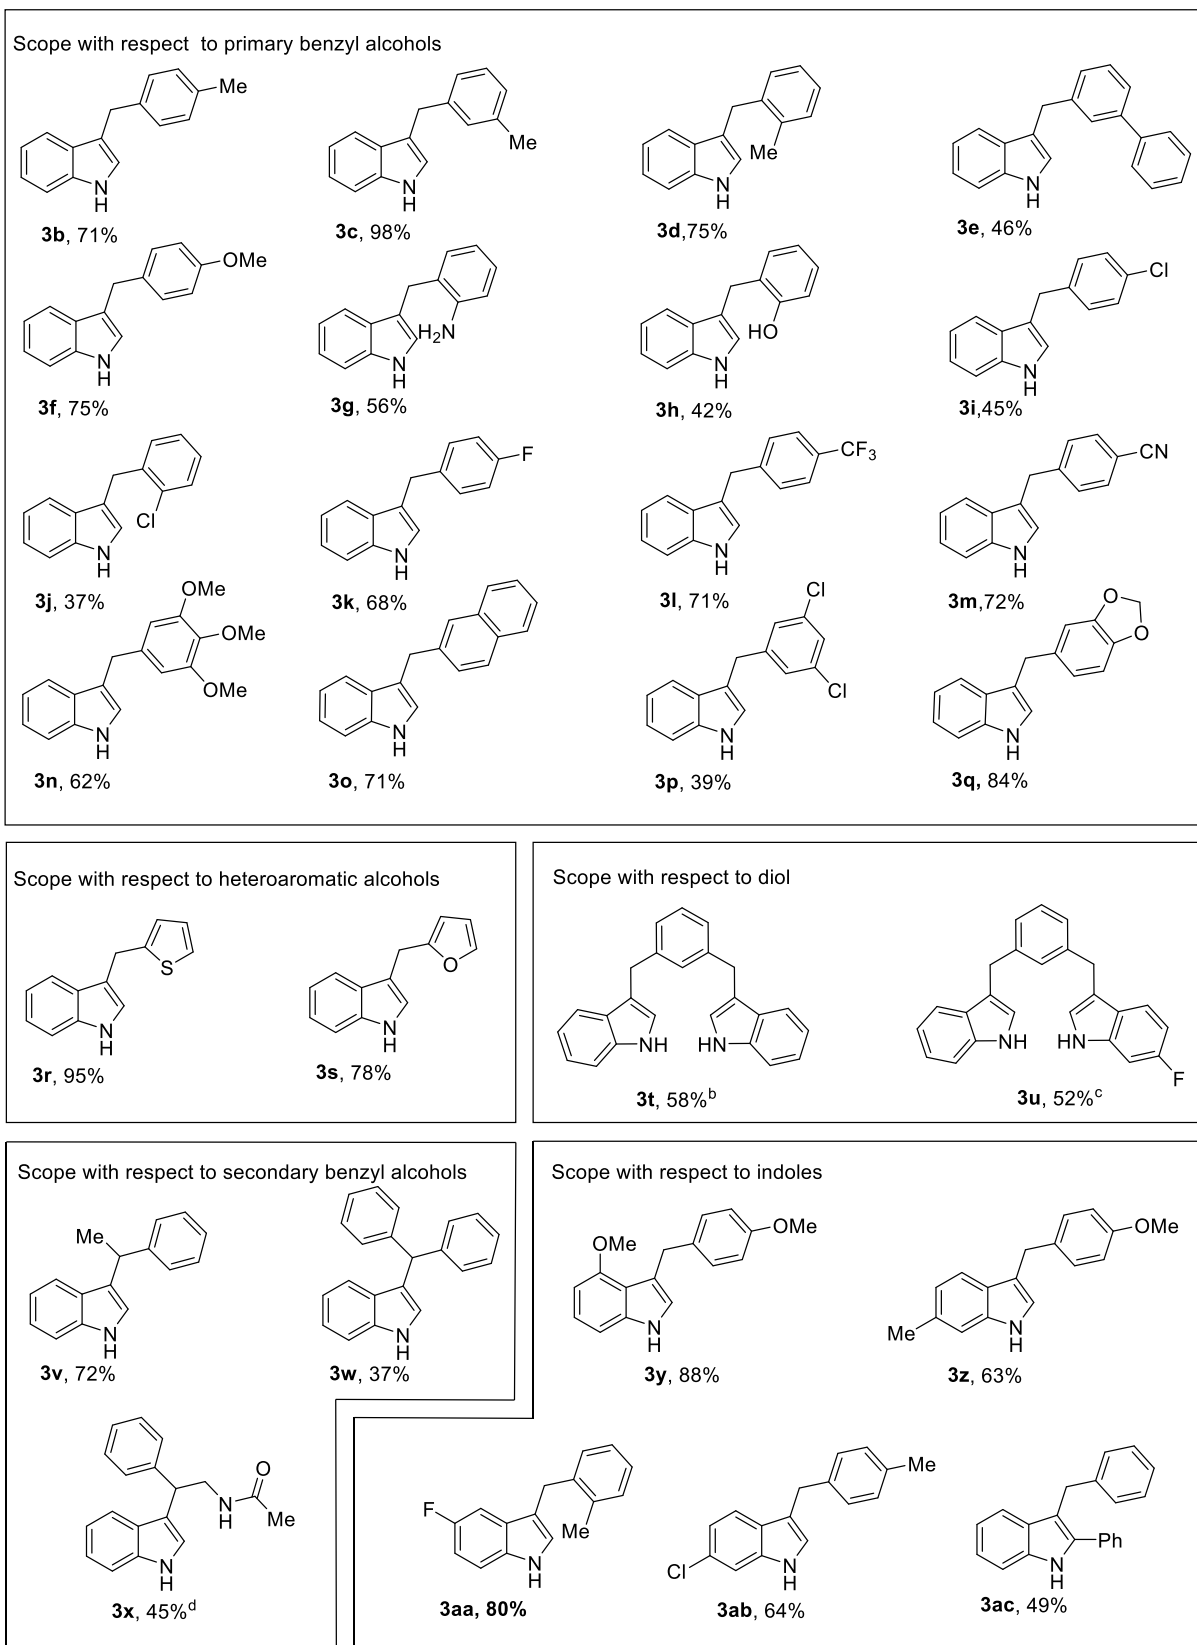 Scope with respect to primary benzyl alcohols
Me
Me
Me
N
H
N
H
N
H
N
H
3b, 71%
3c, 98%
3d,75%
3e, 46%
OMe
H2N
HO
Cl
N
H
N
H
N
H
N
H
3f, 75%
3g, 56%
3h, 42%
3i,45%
Cl
F
CF3
CN
N
H
N
H
N
H
N
H
3j, 37%
3k, 68%
3l, 71%
3m,72%
OMe
OMe
OMe
Cl
Cl
O
O
N
H
N
H
N
H
N
H
3n, 62%
3o, 71%
3p, 39%
3q, 84%
Scope with respect to heteroaromatic alcohols
S
O
N
H
N
H
3r, 95%
3s, 78%
Scope with respect to diol
NH
HN
NH
HN
F
3t, 58%b
3u, 52%c
Scope with respect to secondary benzyl alcohols
Me
N
H
N
H
3v, 72%
3w, 37%
O
N
H
Me
N
H
3x, 45%d
Scope with respect to indoles
OMe
OMe
OMe
Me
N
H
N
H
3y, 88%
3z, 63%
F
Me
Me
Cl
Ph
N
H
N
H
N
H
3aa, 80%
3ab, 64%
3ac, 49%